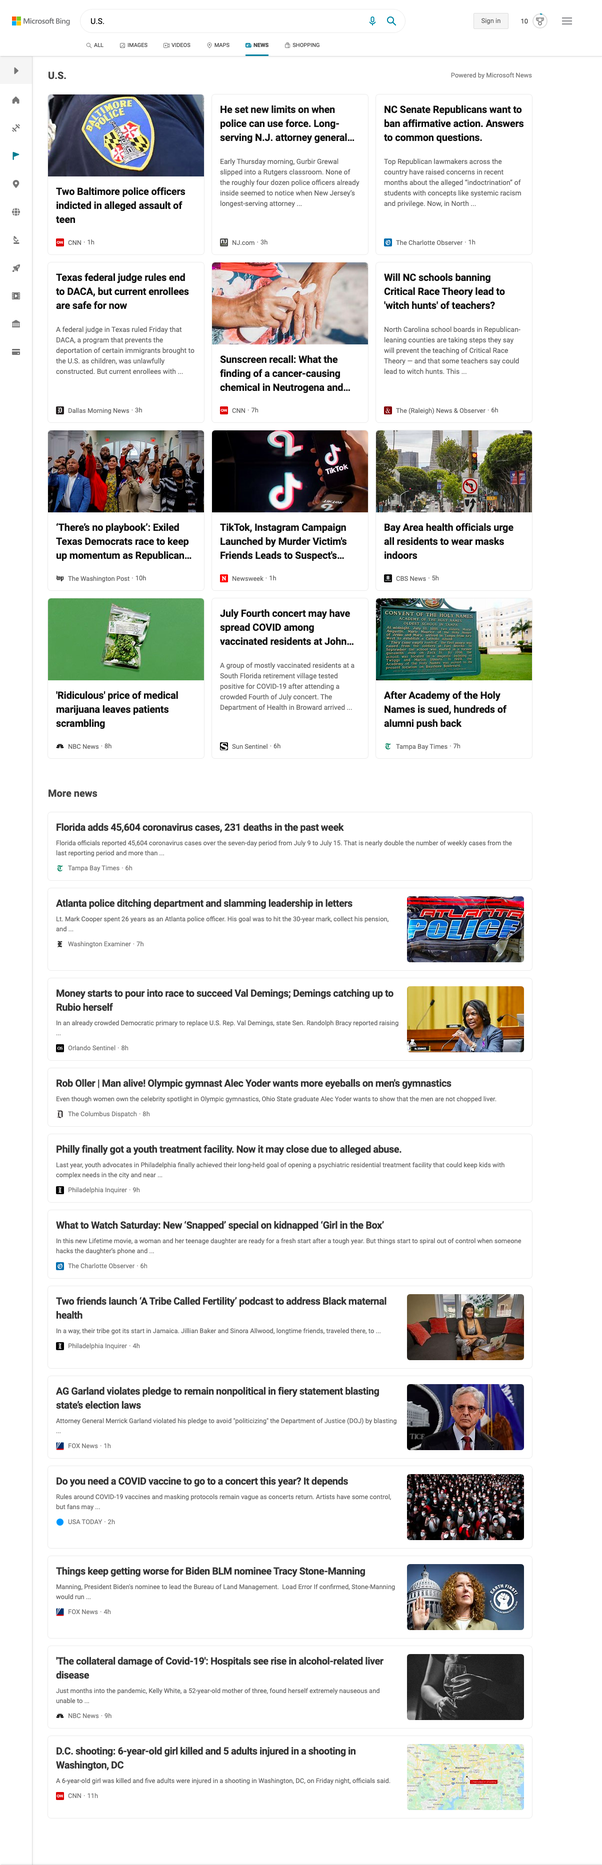 Microsoft Bing
U.S.
Sign in
10
ALL
IMAGES
VIDEOS
MAPS
NEWS
SHOPPING
U.S.
Powered by Microsoft News
BALTIMORE
POLICE
Two Baltimore police officers
indicted in alleged assault of
teen
CNN · 1h
He set new limits on when
police can use force. Long-
serving N.J. attorney general...
Early Thursday morning, Gurbir Grewal
slipped into a Rutgers classroom. None of
the roughly four dozen police officers already
inside seemed to notice when New Jersey's
longest-serving attorney ...
NJ.com · 3h
NC Senate Republicans want to
ban affirmative action. Answers
to common questions.
Top Republican lawmakers across the
country have raised concerns in recent
months about the alleged "indoctrination" of
students with concepts like systemic racism
and privilege. Now, in North ...
The Charlotte Observer · 1h
Texas federal judge rules end
to DACA, but current enrollees
are safe for now
A federal judge in Texas ruled Friday that
DACA, a program that prevents the
deportation of certain immigrants brought to
the U.S. as children, was unlawfully
constructed. But current enrollees with ...
Dallas Morning News · 3h
Sunscreen recall: What the
finding of a cancer-causing
chemical in Neutrogena and...
CNN · 7h
Will NC schools banning
Critical Race Theory lead to
'witch hunts' of teachers?
North Carolina school boards in Republican-
leaning counties are taking steps they say
will prevent the teaching of Critical Race
Theory — and that some teachers say could
lead to witch hunts. This ...
The (Raleigh) News & Observer · 6h
'There's no playbook': Exiled
Texas Democrats race to keep
up momentum as Republican...
The Washington Post · 10h
TikTok
TikTok, Instagram Campaign
Launched by Murder Victim's
Friends Leads to Suspect's...
Newsweek · 1h
Bay Area health officials urge
all residents to wear masks
indoors
CBS News · 5h
'Ridiculous' price of medical
marijuana leaves patients
scrambling
NBC News · 8h
July Fourth concert may have
spread COVID among
vaccinated residents at John...
A group of mostly vaccinated residents at a
South Florida retirement village tested
positive for COVID-19 after attending a
crowded Fourth of July concert. The
Department of Health in Broward arrived ...
Sun Sentinel · 6h
CONVENT OF THE HOLY NAMES
After Academy of the Holy
Names is sued, hundreds of
alumni push back
Tampa Bay Times · 7h
More news
Florida adds 45,604 coronavirus cases, 231 deaths in the past week
Florida officials reported 45,604 coronavirus cases over the seven-day period from July 9 to July 15. That is nearly double the number of weekly cases from the
last reporting period and more than ...
Tampa Bay Times · 6h
Atlanta police ditching department and slamming leadership in letters
Lt. Mark Cooper spent 26 years as an Atlanta police officer. His goal was to hit the 30-year mark, collect his pension,
and ...
Washington Examiner · 7h
ATLANTA
POLICE
Money starts to pour into race to succeed Val Demings; Demings catching up to
Rubio herself
In an already crowded Democratic primary to replace U.S. Rep. Val Demings, state Sen. Randolph Bracy reported raising
...
Orlando Sentinel · 8h
Rob Oller | Man alive! Olympic gymnast Alec Yoder wants more eyeballs on men's gymnastics
Even though women own the celebrity spotlight in Olympic gymnastics, Ohio State graduate Alec Yoder wants to show that the men are not chopped liver.
The Columbus Dispatch · 8h
Philly finally got a youth treatment facility. Now it may close due to alleged abuse.
Last year, youth advocates in Philadelphia finally achieved their long-held goal of opening a psychiatric residential treatment facility that could keep kids with
complex needs in the city and near ...
Philadelphia Inquirer · 9h
What to Watch Saturday: New 'Snapped' special on kidnapped 'Girl in the Box'
In this new Lifetime movie, a woman and her teenage daughter are ready for a fresh start after a tough year. But things start to spiral out of control when someone
hacks the daughter's phone and ...
The Charlotte Observer · 6h
Two friends launch 'A Tribe Called Fertility' podcast to address Black maternal
health
In a way, their tribe got its start in Jamaica. Jillian Baker and Sinora Allwood, longtime friends, traveled there, to ...
Philadelphia Inquirer · 4h
AG Garland violates pledge to remain nonpolitical in fiery statement blasting
state's election laws
Attorney General Merrick Garland violated his pledge to avoid "politicizing" the Department of Justice (DOJ) by blasting
...
FOX News · 1h
Do you need a COVID vaccine to go to a concert this year? It depends
Rules around COVID-19 vaccines and masking protocols remain vague as concerts return. Artists have some control,
but fans may ...
USA TODAY · 2h
Things keep getting worse for Biden BLM nominee Tracy Stone-Manning
Manning, President Biden's nominee to lead the Bureau of Land Management. Load Error If confirmed, Stone-Manning
would run ...
FOX News · 4h
EARTH FIRST!
'The collateral damage of Covid-19': Hospitals see rise in alcohol-related liver
disease
Just months into the pandemic, Kelly White, a 52-year-old mother of three, found herself extremely nauseous and
unable to ...
NBC News · 9h
D.C. shooting: 6-year-old girl killed and 5 adults injured in a shooting in
Washington, DC
A 6-year-old girl was killed and five adults were injured in a shooting in Washington, DC, on Friday night, officials said.
CNN · 11h